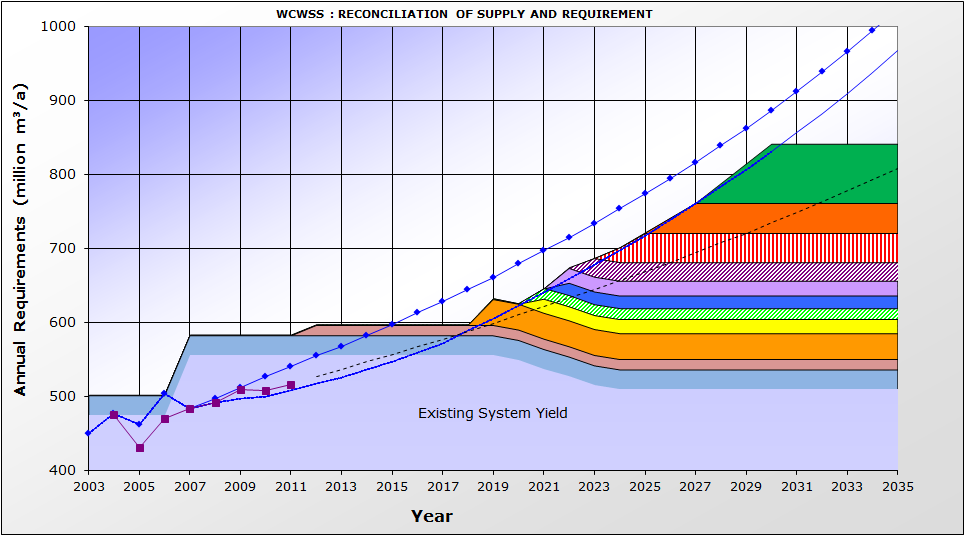 WCWSS : RECONCILIATION OF SUPPLY AND REQUIREMENT
1000
900
800
700
600
500
400
Annual Requirements (million m³/a)
Existing System Yield
2003 2005 2007 2009 2011 2013 2015 2017 2019 2021 2023 2025 2027 2029 2031 2033 2035
Year